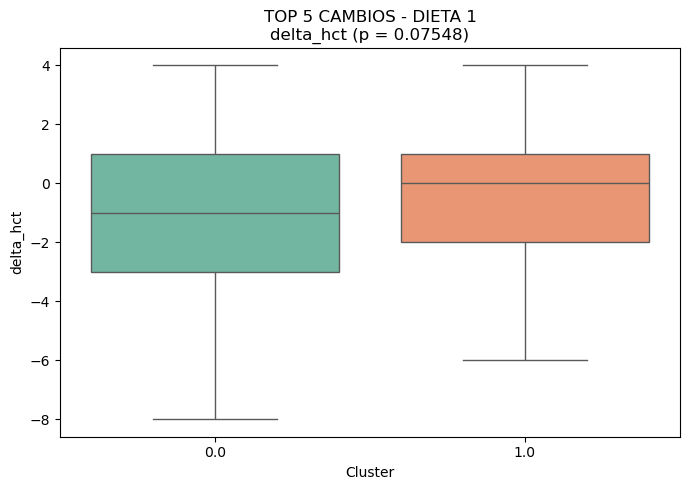 TOP 5 CAMBIOS - DIETA 1
delta_hct (p = 0.07548)
4
2
0
−2
−4
−6
−8
delta_hct
0.0
1.0
Cluster